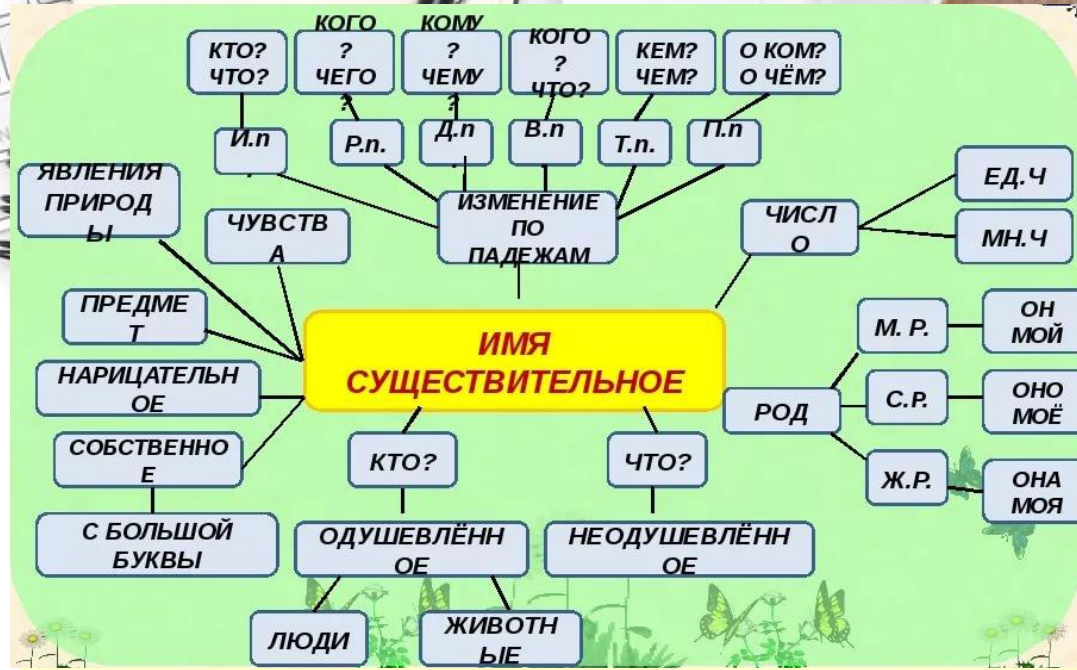 КТО?
ЧТО?
КОГО
?
ЧЕГО
?
КОМУ
?
ЧЕМУ
?
КОГО
?
ЧТО?
КЕМ?
ЧЕМ?
О КОМ?
О ЧЁМ?
И.п
.
Р.п.
Д.п
.
В.п
.
Т.п.
П.п
ЯВЛЕНИЯ
ПРИРОД
Ы
ЧУВСТВ
А
ИЗМЕНЕНИЕ
ПО
ПАДЕЖАМ
ЧИСЛ
О
ЕД.Ч
МН.Ч
ПРЕДМЕ
Т
ИМЯ
СУЩЕСТВИТЕЛЬНОЕ
М. Р.
ОН
МОЙ
НАРИЦАТЕЛЬН
ОЕ
РОД
С.Р.
ОНО
МОЁ
СОБСТВЕННО
Е
КТО?
ЧТО?
Ж.Р.
ОНА
МОЯ
С БОЛЬШОЙ
БУКВЫ
ОДУШЕВЛЁНН
ОЕ
НЕОДУШЕВЛЁНН
ОЕ
ЛЮДИ
ЖИВОТН
ЫЕ